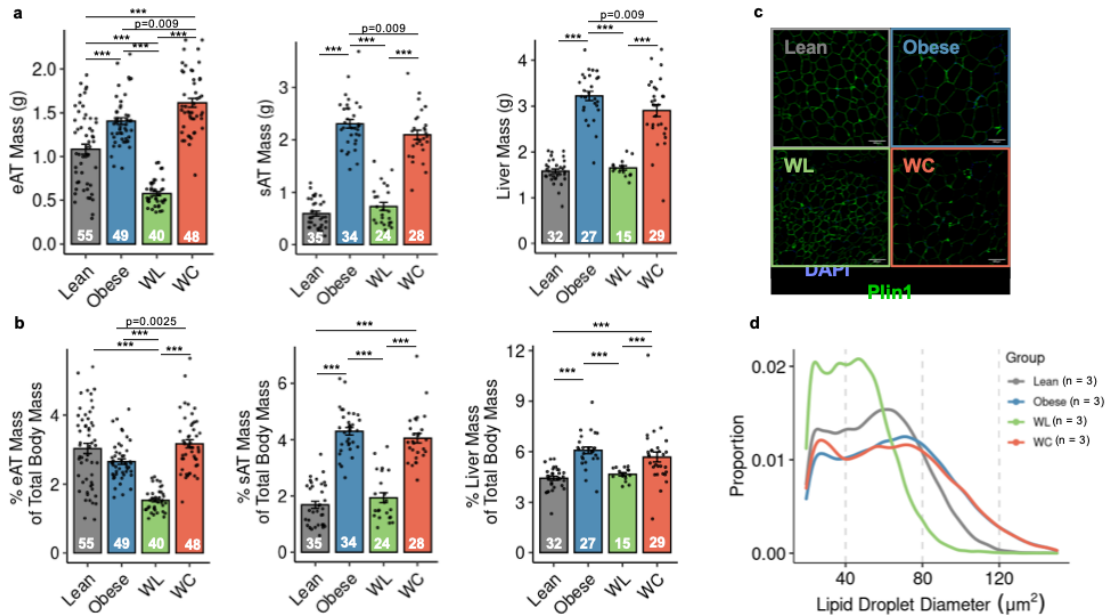 a
eAT Mass (g)
2.0
1.5
1.0
0.5
0.0
***
p=0.009
*** ***
*** ***
55 49 40 48
Lean Obese WL WC
sAT Mass (g)
4
3
2
1
0
p=0.009
***
*** ***
35 34 24 28
Lean Obese WL WC
Liver Mass (g)
4
3
2
1
0
p=0.009
***
*** ***
32 27 15 29
Lean Obese WL WC
c
Lean Obese
WL WC
DAPI
Plin1
b
% eAT Mass
of Total Body Mass
6
4
2
0
p=0.0025
***
*** ***
55 49 40 48
Lean Obese WL WC
% sAT Mass
of Total Body Mass
6
4
2
0
***
***
*** ***
35 34 24 28
Lean Obese WL WC
% Liver Mass
of Total Body Mass
12
10
8
6
4
2
0
***
***
***
***
32 27 15 29
Lean Obese WL WC
d
Proportion
0.02
0.01
0.00
40 80 120
Lipid Droplet Diameter (μm²)
Group
Lean (n = 3)
Obese (n = 3)
WL (n = 3)
WC (n = 3)